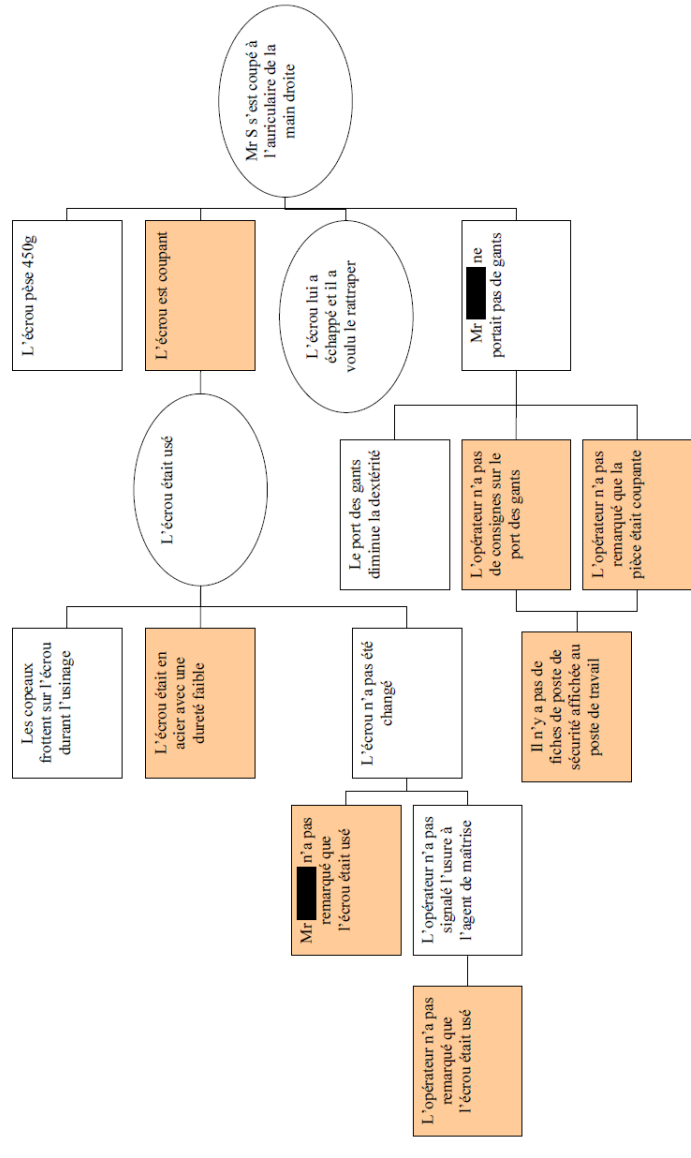 L'opérateur n'a pas
remarqué que
l'écrou était usé
Mr
n'a pas
remarqué que
l'écrou était usé
L'opérateur n'a pas
signalé l'usure à
l'agent de maîtrise
Les copeaux
frottent sur l'écrou
durant l'usinage
L'écrou était en
acier avec une
dureté faible
L'écrou n'a pas été
changé
Il n'y a pas de
fiches de poste de
sécurité affichée au
poste de travail
L'écrou était usé
Le port des gants
diminue la dextérité
L'opérateur n'a pas
de consignes sur le
port des gants
L'opérateur n'a pas
remarqué que la
pièce était coupante
L'écrou pèse 450g
L'écrou est coupant
L'écrou lui a
échappé et il a
voulu le rattraper
Mr
ne
portait pas de gants
Mr S s'est coupé à
l'auriculaire de la
main droite